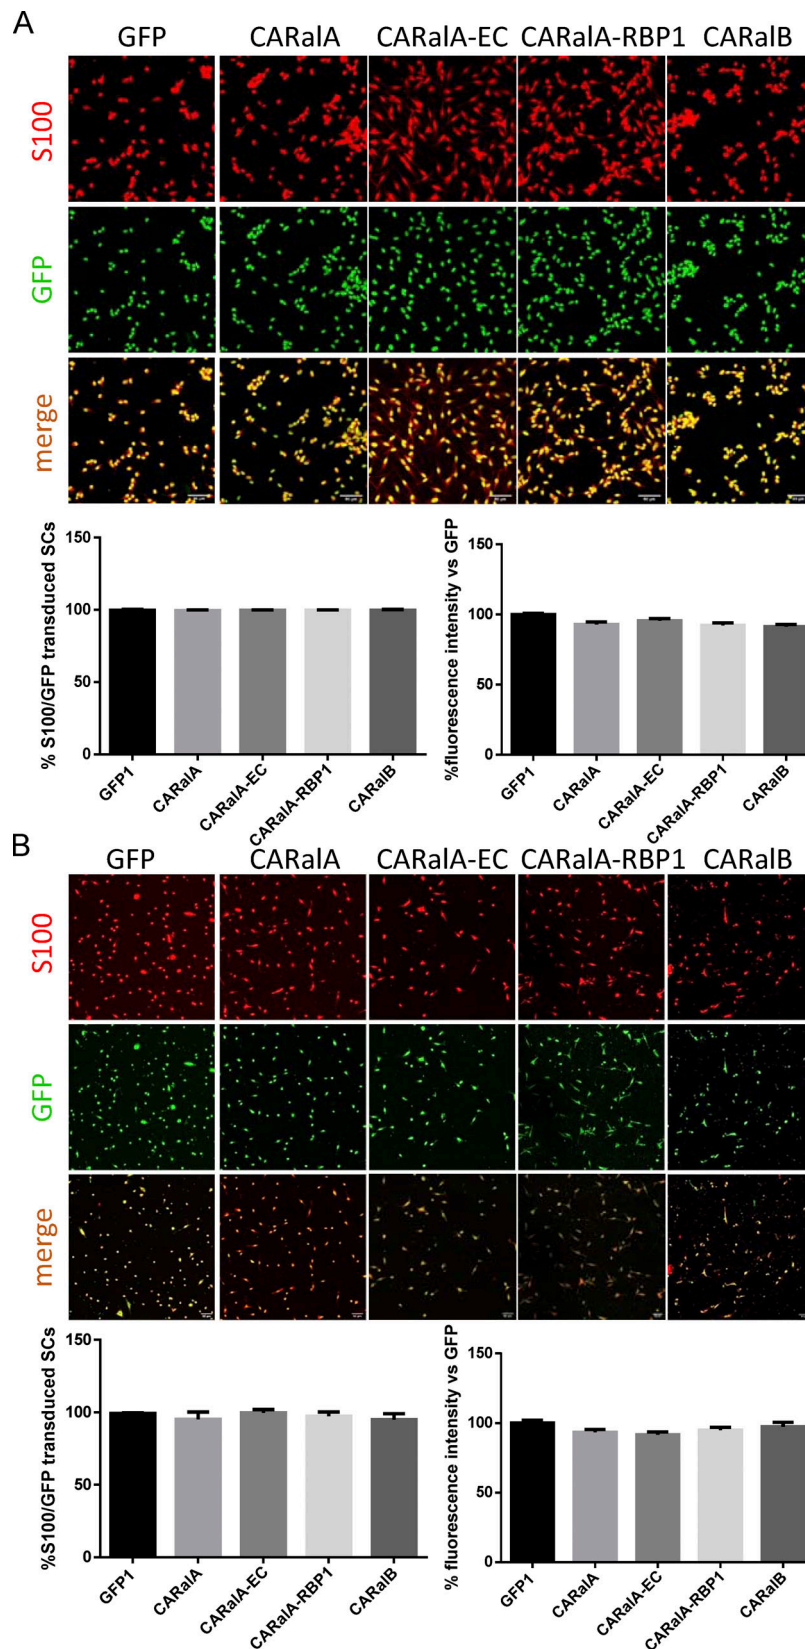 A
GFP CARalA CARalA-EC CARalA-RBP1 CARalB
S100
GFP
merge
% S100/GFP transduced SCs
150
100
50
0
GFP1
CARalA
CARalA-EC
CARalA-RBP1
CARalB
%fluorescence intensity vs GFP
150
100
50
0
GFP1
CARalA
CARalA-EC
CARalA-RBP1
CARalB
B
GFP CARalA CARalA-EC CARalA-RBP1 CARalB
S100
GFP
merge
%S100/GFP transduced SCs
150
100
50
0
GFP1
CARalA
CARalA-EC
CARalA-RBP1
CARalB
% fluorescence intensity vs GFP
150
100
50
0
GFP1
CARalA
CARalA-EC
CARalA-RBP1
CARalB